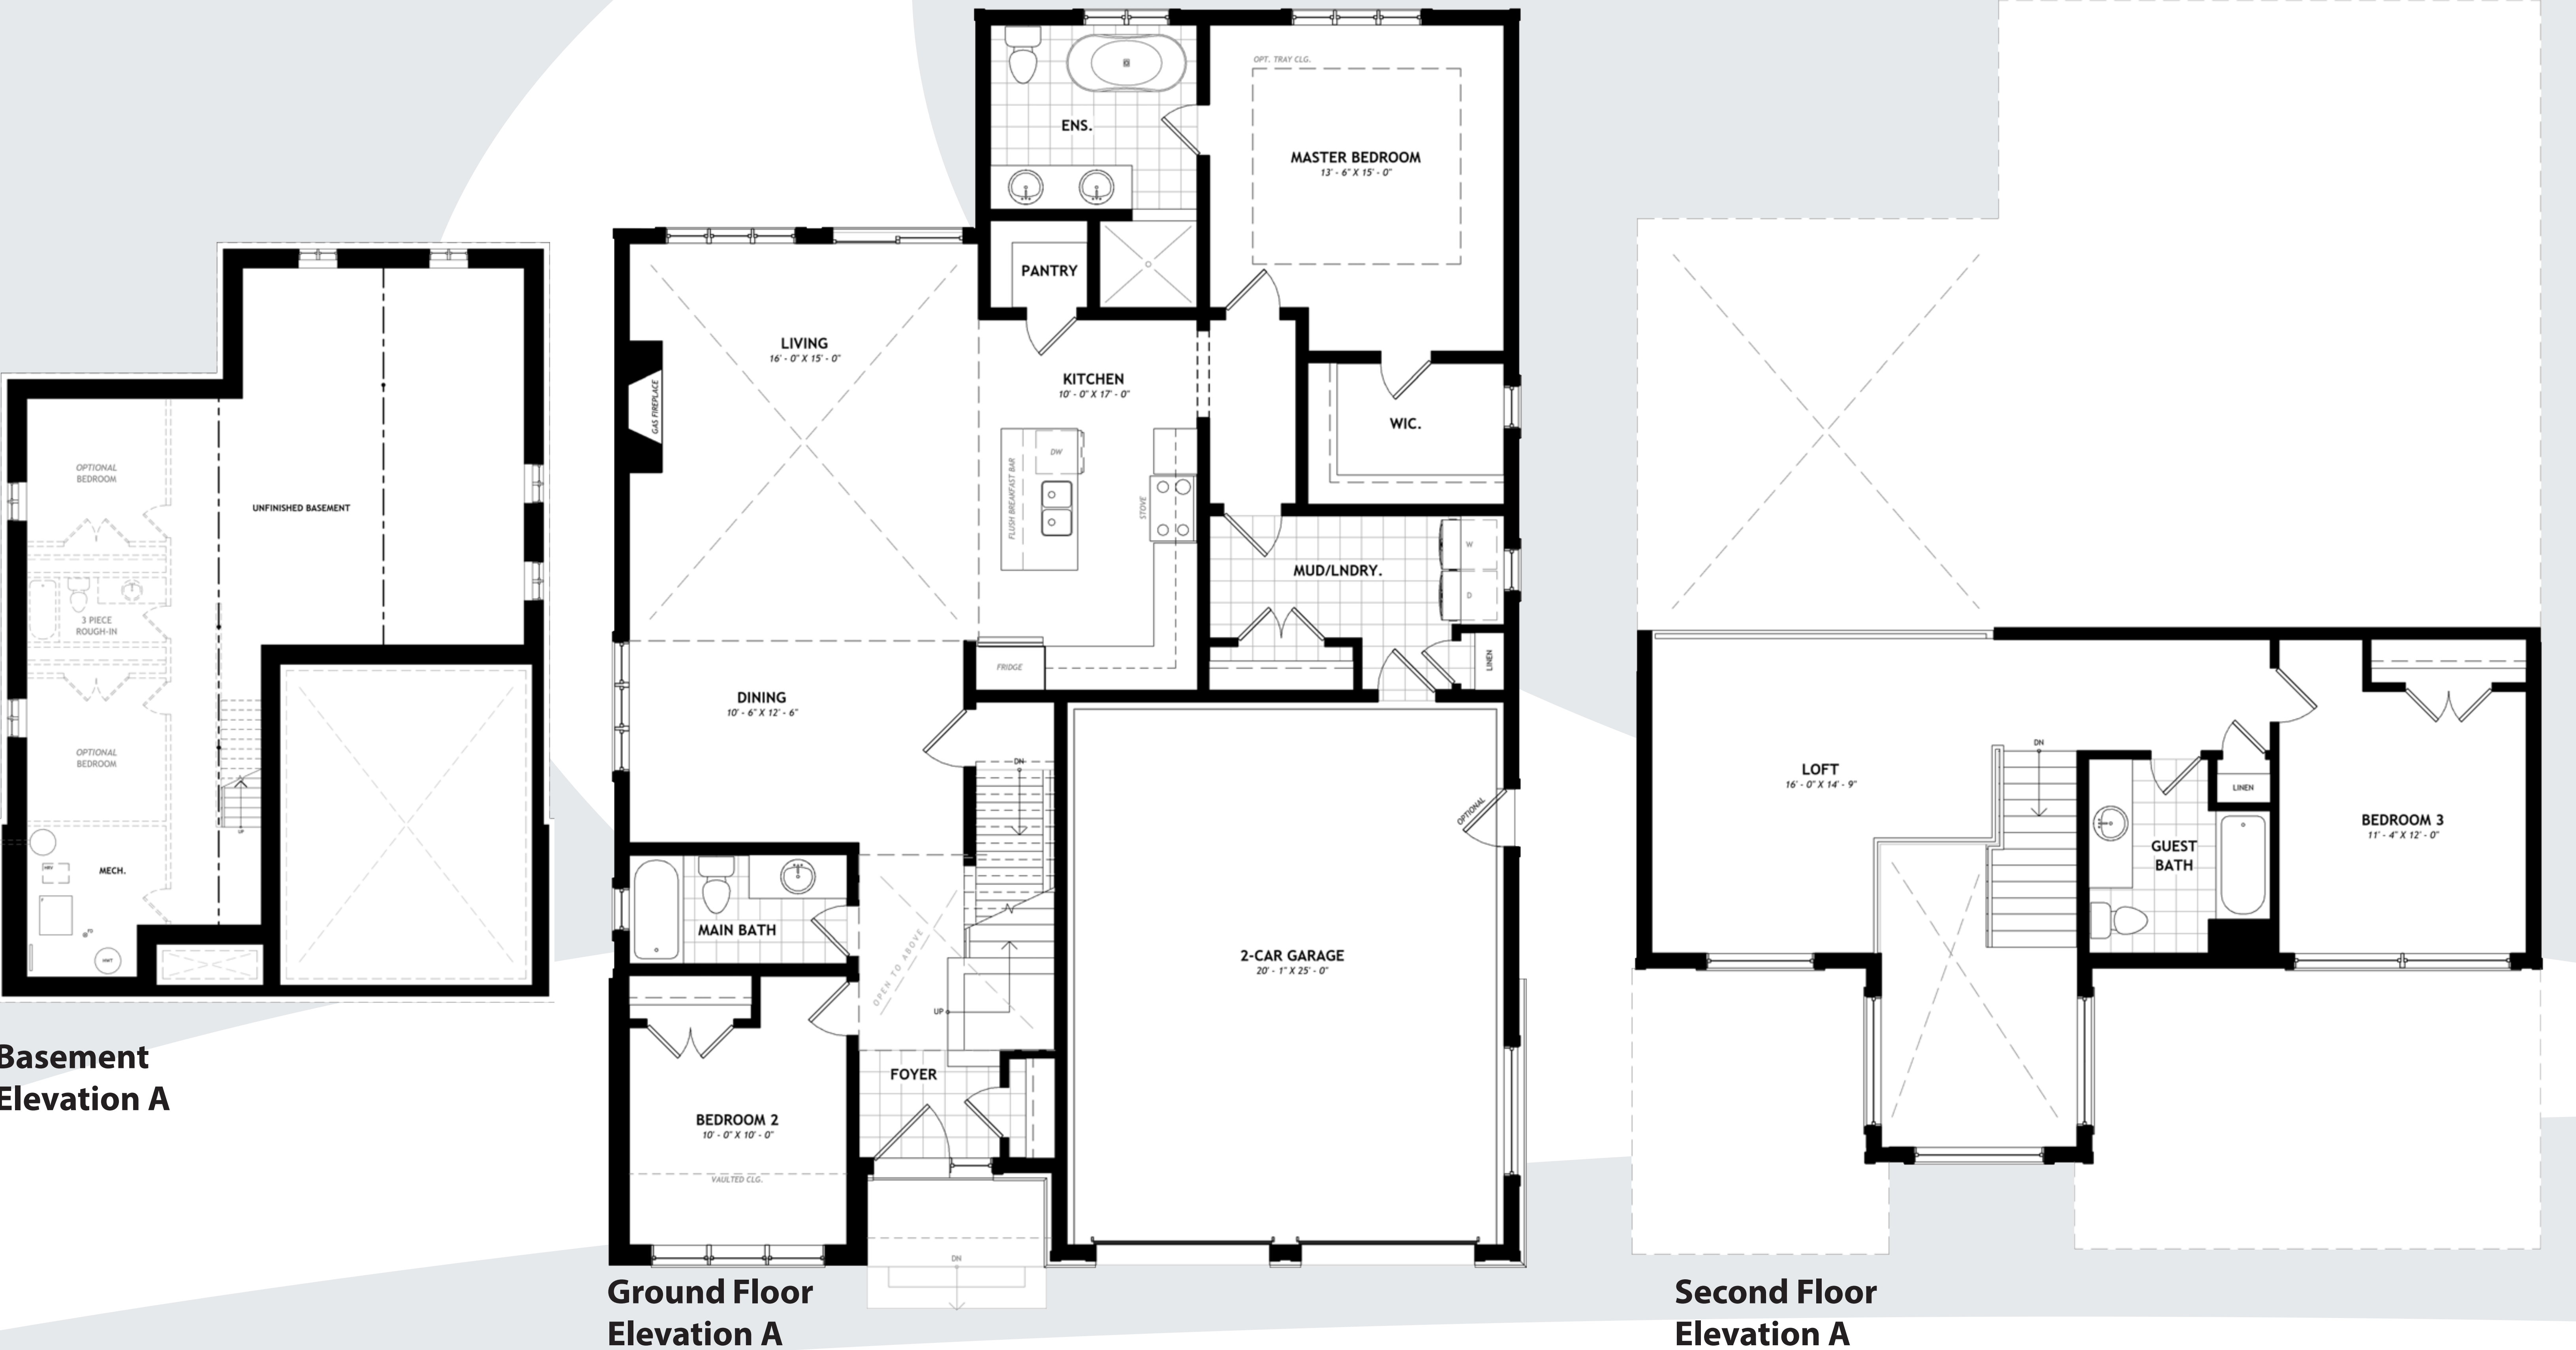 OPTIONAL
BEDROOM
UNFINISHED BASEMENT
3 PIECE
ROUGH-IN
OPTIONAL
BEDROOM
UP
MECH.
HWT
Basement
Elevation A
ENS.
OPT. TRAY CLG.
MASTER BEDROOM
13' - 6" X 15' - 0"
PANTRY
LIVING
16' - 0" X 15' - 0"
GAS FIREPLACE
KITCHEN
10' - 0" X 17' - 0"
WIC.
DW
FLUSH BREAKFAST BAR
STOVE
MUD/LNDRY.
W
D
LINEN
FRIDGE
DINING
10' - 6" X 12' - 6"
DN
OPTIONAL
MAIN BATH
OPEN TO ABOVE
2-CAR GARAGE
20' - 1" X 25' - 0"
UP
FOYER
BEDROOM 2
10' - 0" X 10' - 0"
VAULTED CLG.
DN
Ground Floor
Elevation A
LOFT
16' - 0" X 14' - 9"
DN
LINEN
GUEST
BATH
BEDROOM 3
11' - 4" X 12' - 0"
Second Floor
Elevation A